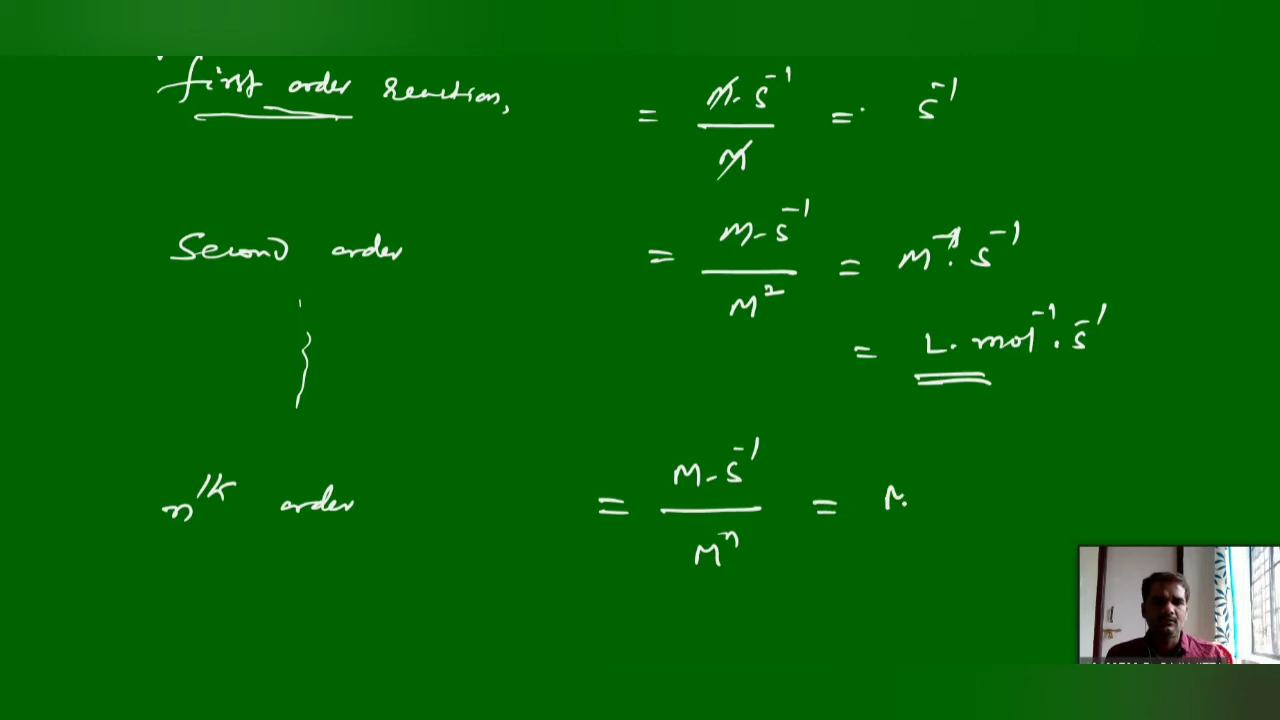 first order reaction, = M. s⁻¹ / M = . s⁻¹
Second order = M - s⁻¹ / M² = M⁻¹. s⁻¹
= L. mol⁻¹. s⁻¹
nth order = M - s⁻¹ / Mⁿ =